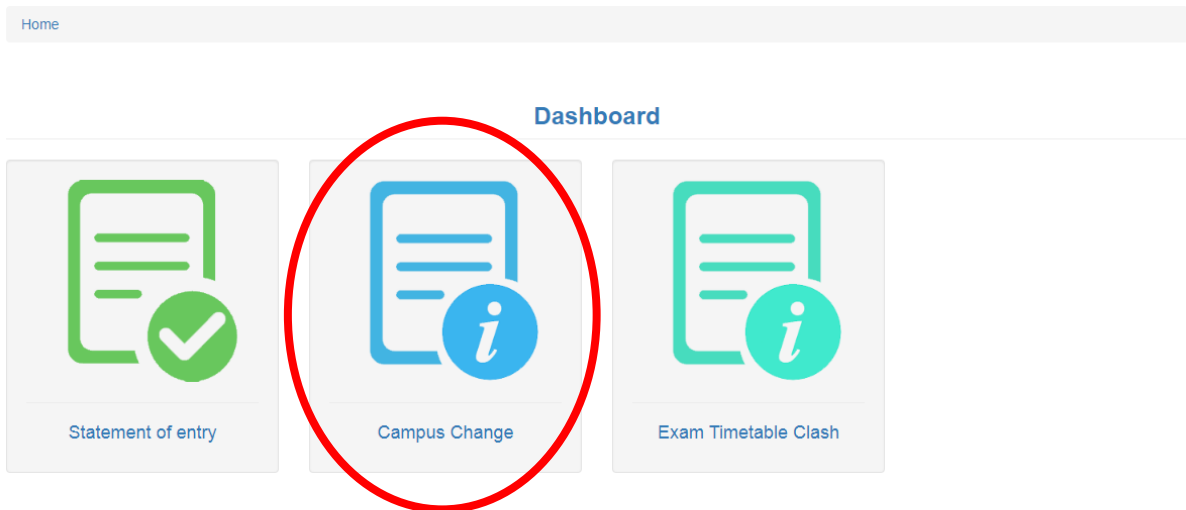 Home
Dashboard
Statement of entry
Campus Change
Exam Timetable Clash